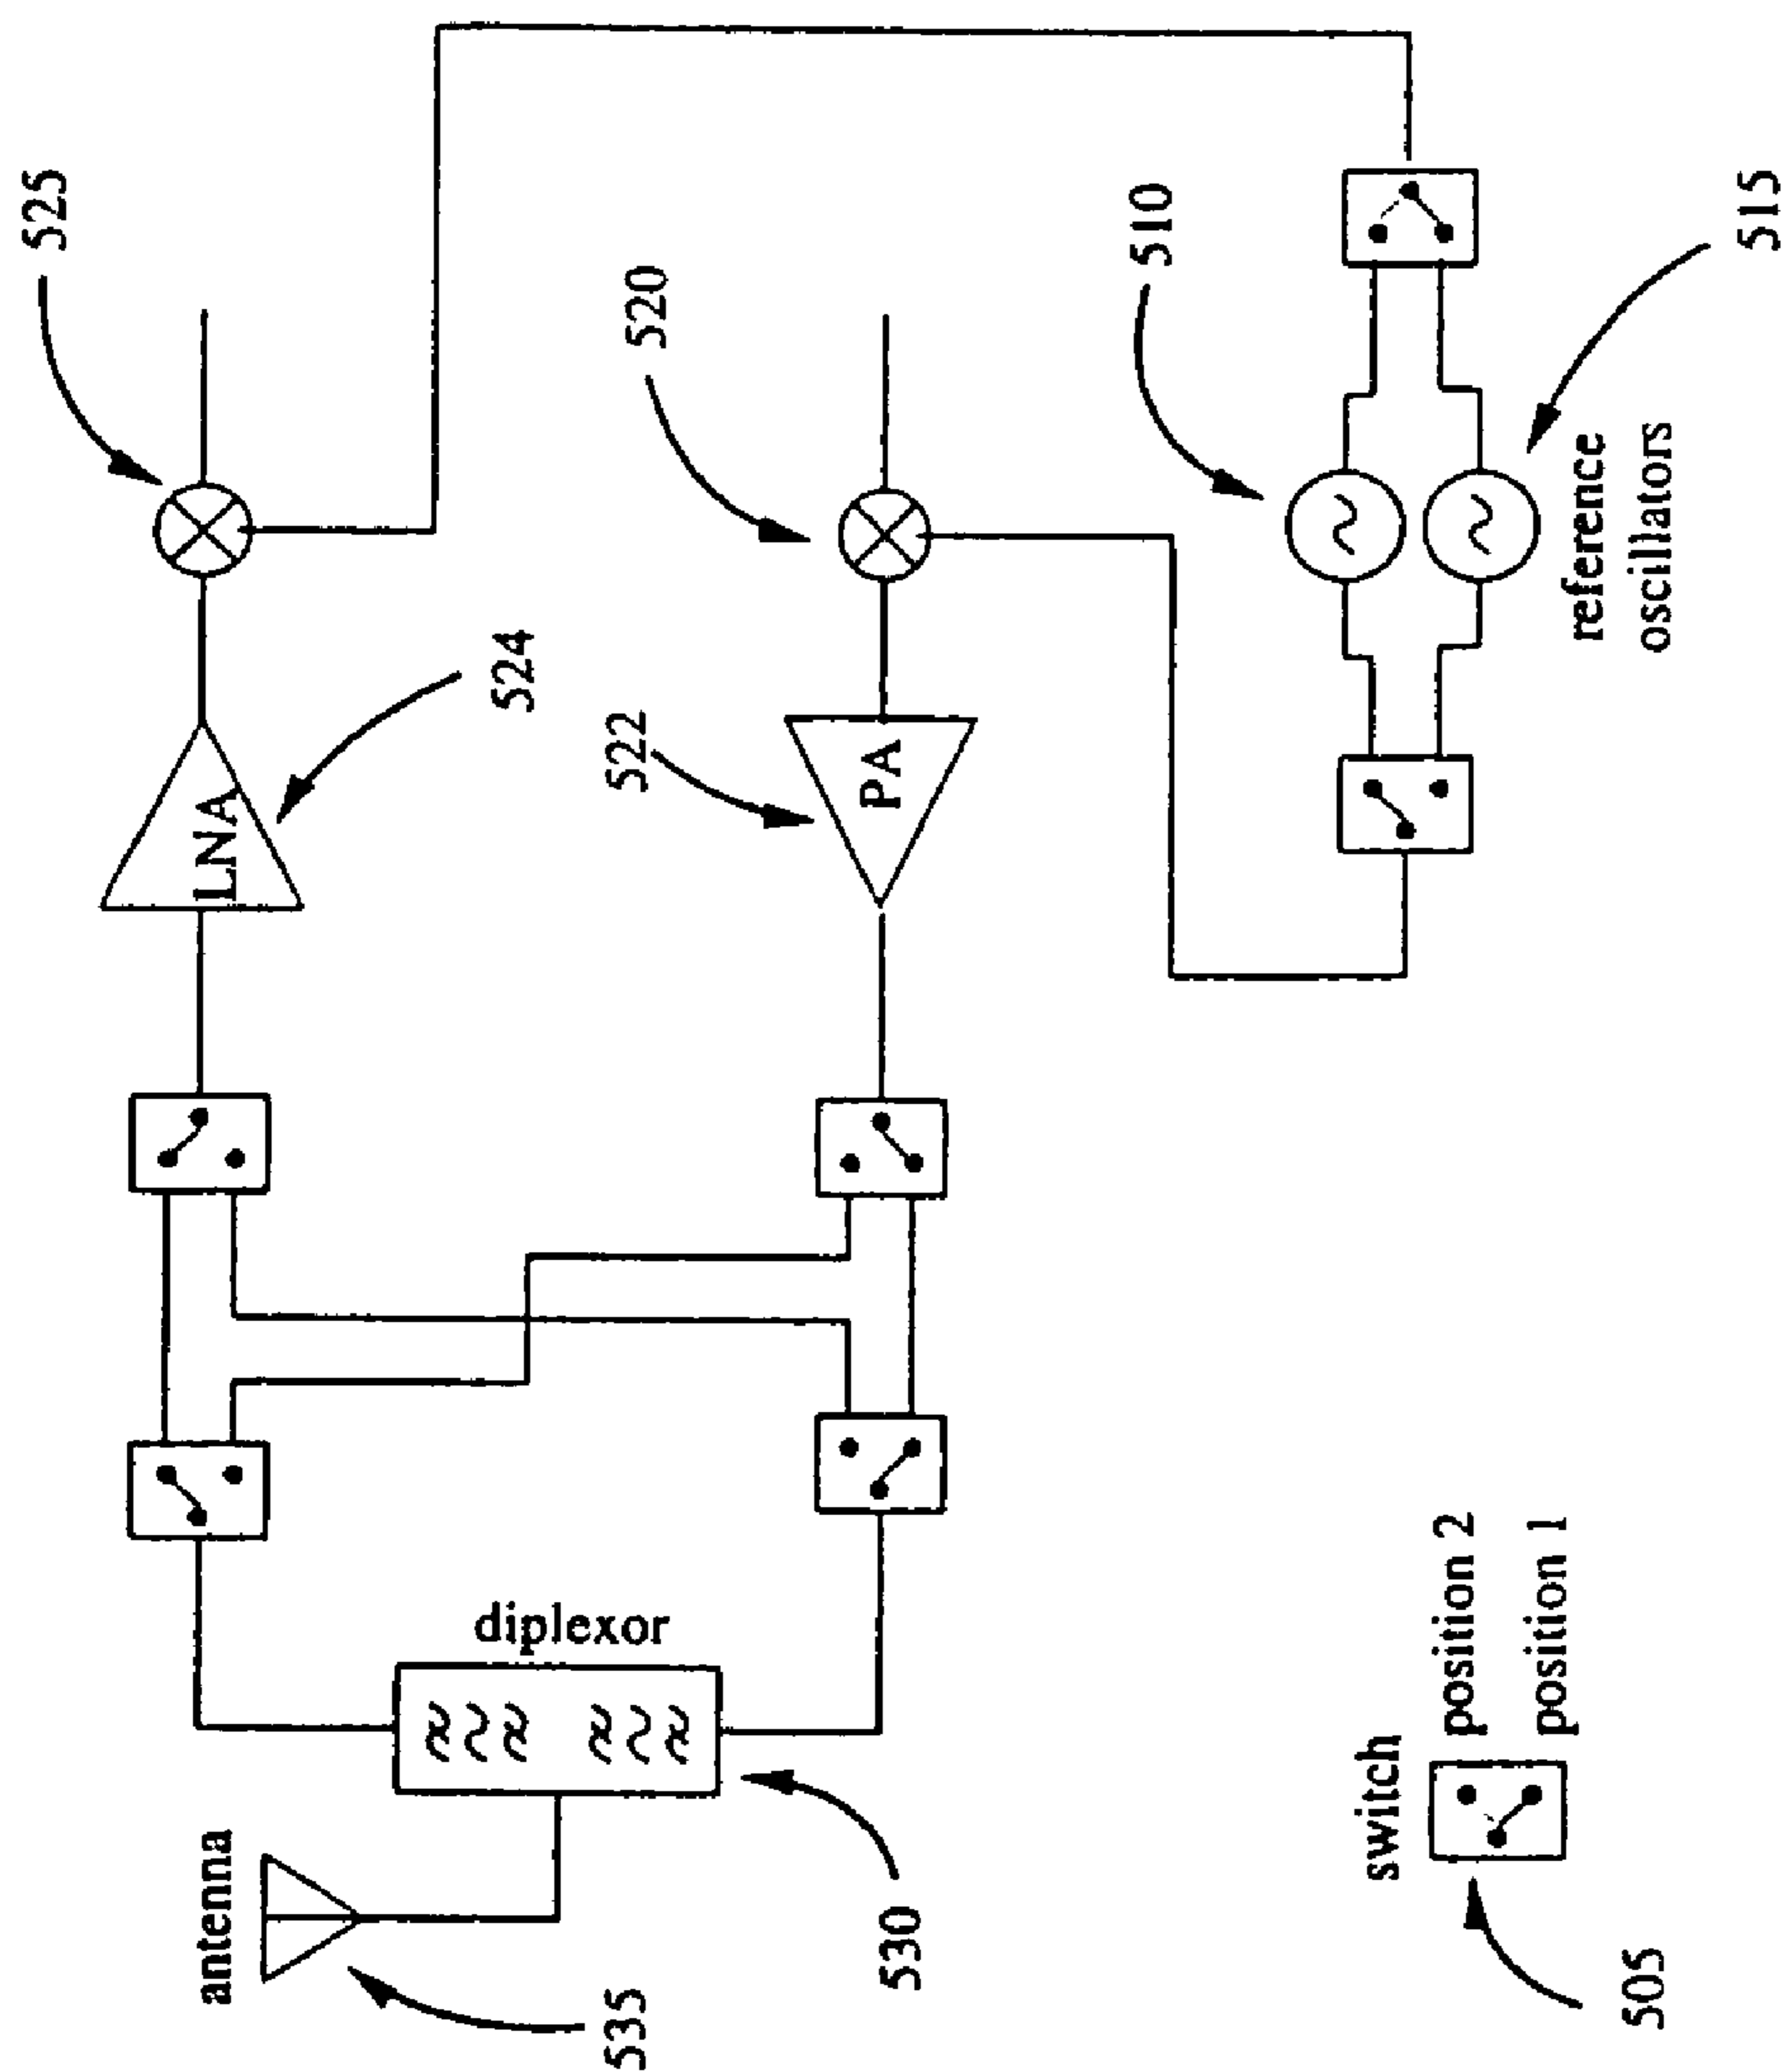 525
520
510
515
reference
oscillators
LNA
524
522
PA
diplexor
antenna
535
530
switch
position 2
position 1
505